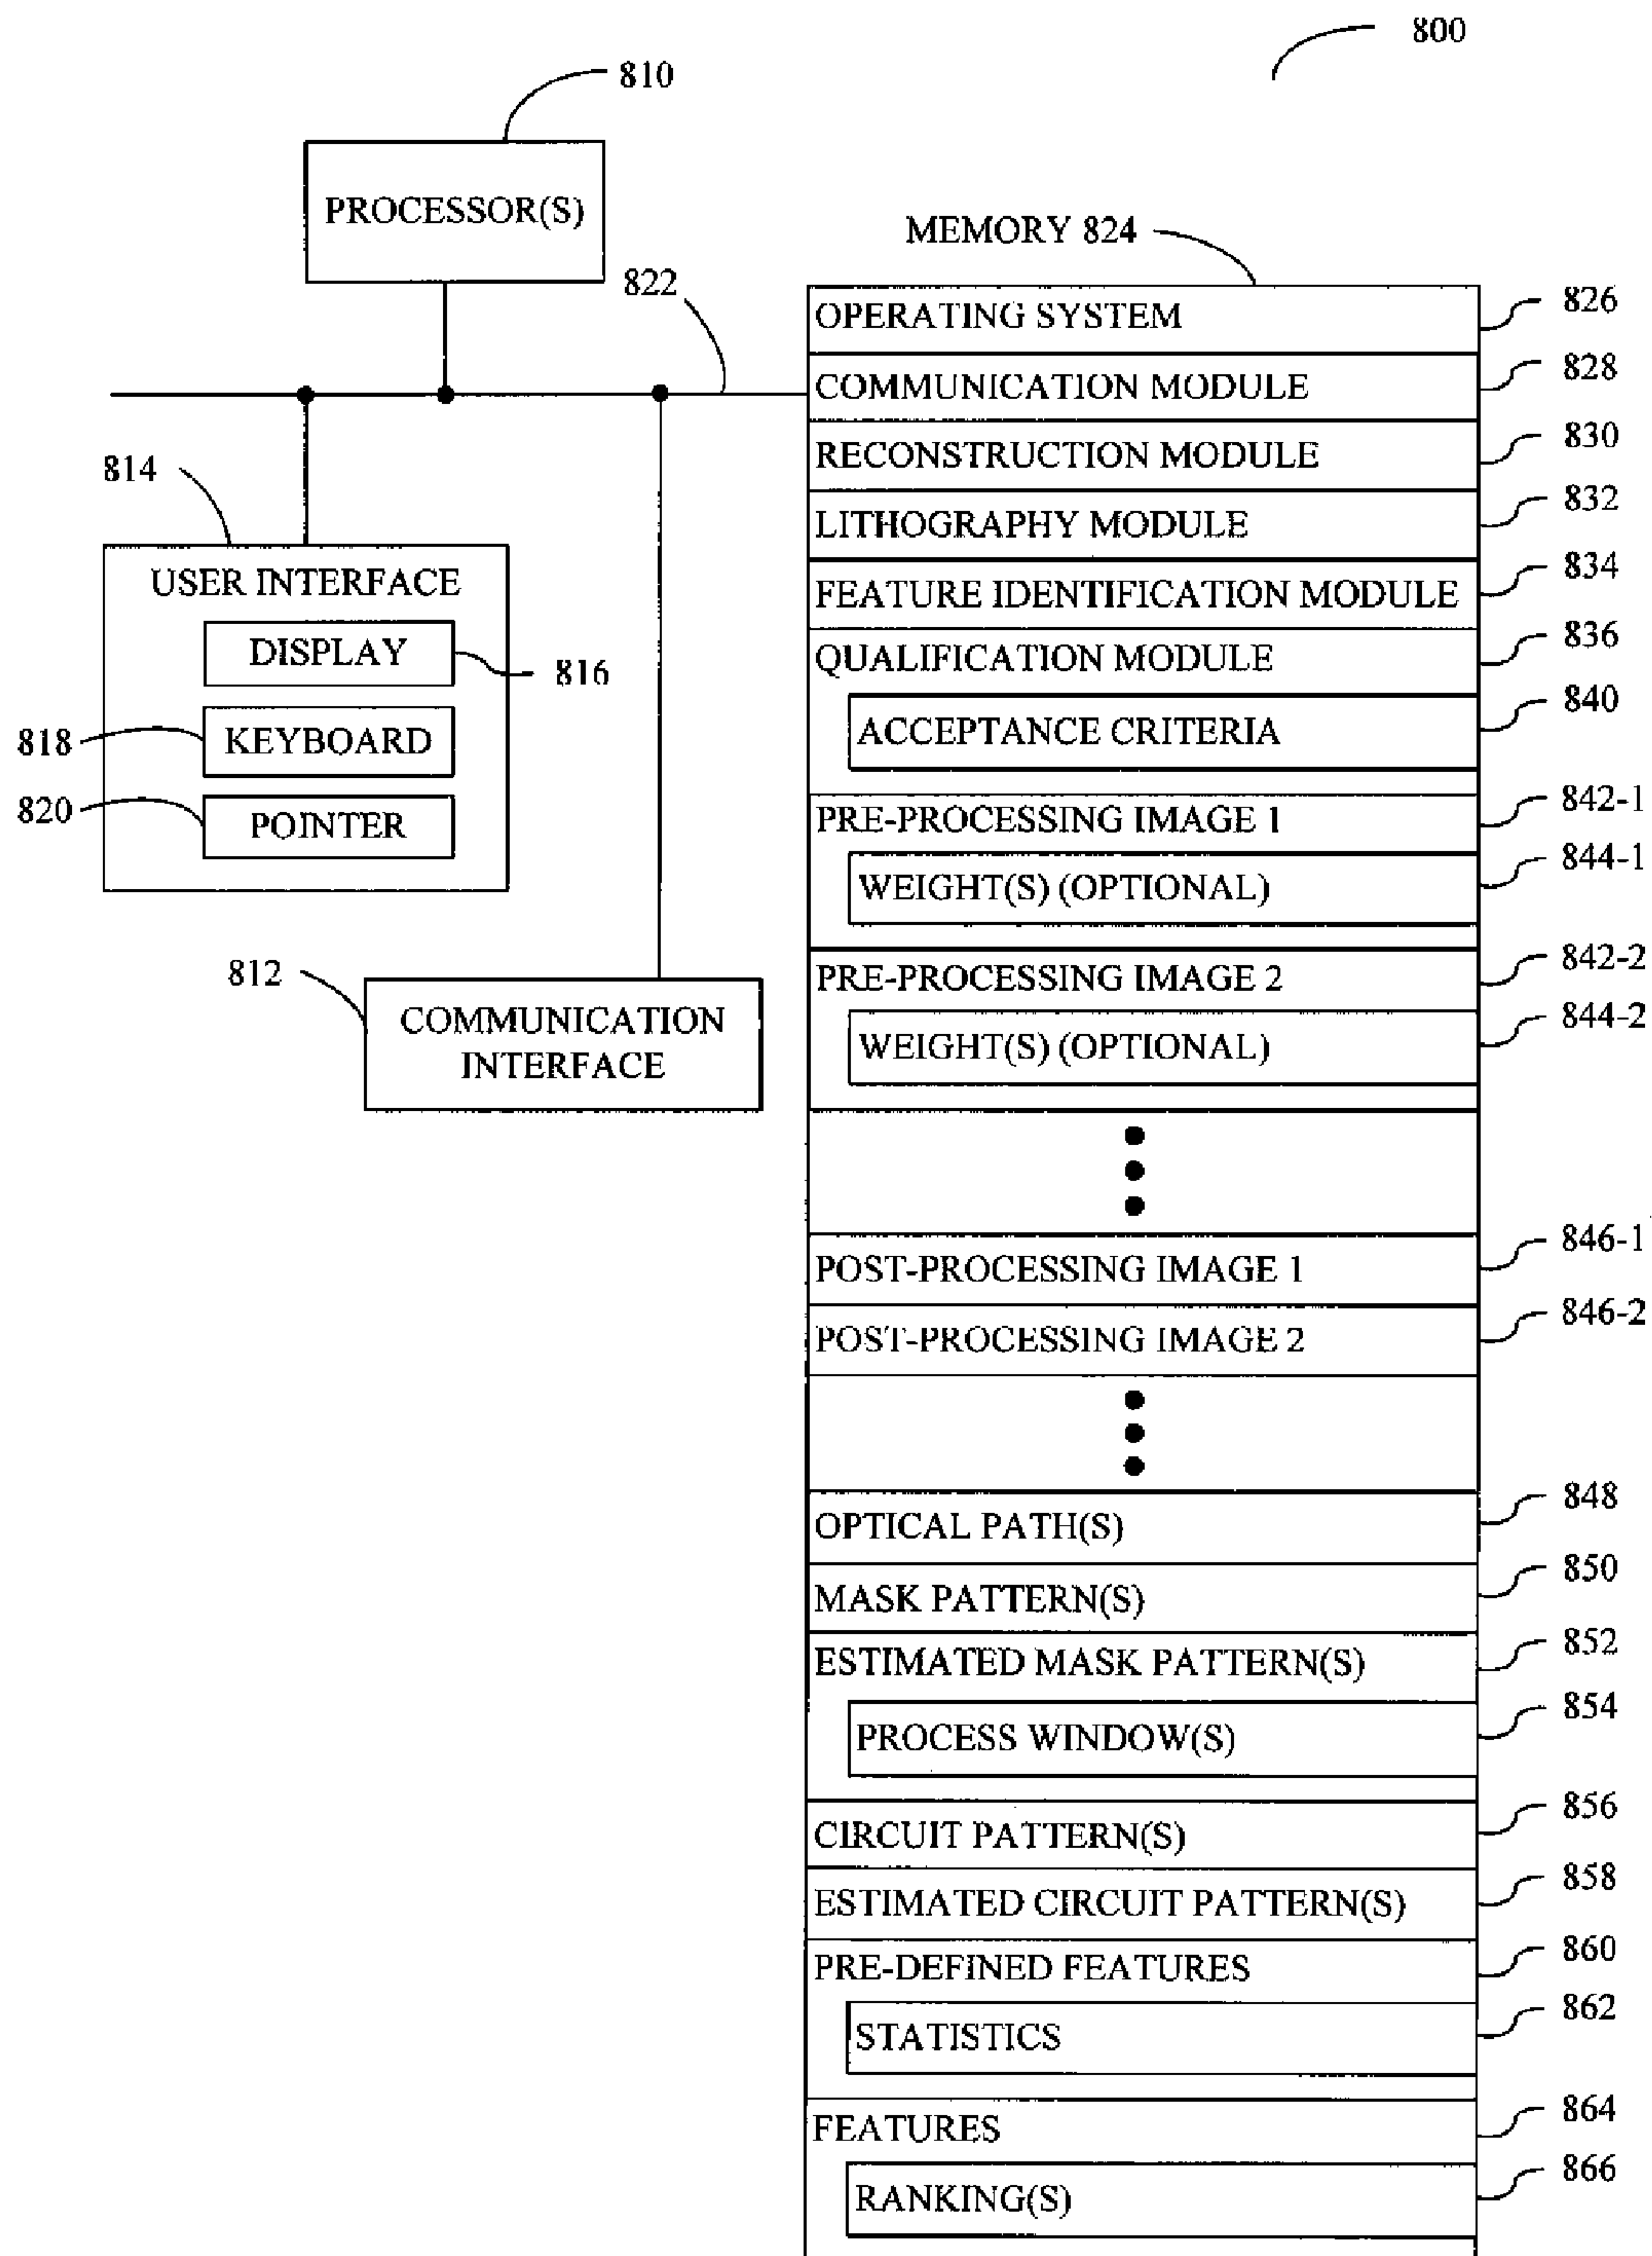 800
810
PROCESSOR(S)
MEMORY 824
822
814
USER INTERFACE
DISPLAY
816
818
KEYBOARD
820
POINTER
812
COMMUNICATION
INTERFACE
OPERATING SYSTEM
826
COMMUNICATION MODULE
828
RECONSTRUCTION MODULE
830
LITHOGRAPHY MODULE
832
FEATURE IDENTIFICATION MODULE
834
QUALIFICATION MODULE
836
ACCEPTANCE CRITERIA
840
PRE-PROCESSING IMAGE 1
842-1
WEIGHT(S) (OPTIONAL)
844-1
PRE-PROCESSING IMAGE 2
842-2
WEIGHT(S) (OPTIONAL)
844-2
POST-PROCESSING IMAGE 1
846-1
POST-PROCESSING IMAGE 2
846-2
OPTICAL PATH(S)
848
MASK PATTERN(S)
850
ESTIMATED MASK PATTERN(S)
852
PROCESS WINDOW(S)
854
CIRCUIT PATTERN(S)
856
ESTIMATED CIRCUIT PATTERN(S)
858
PRE-DEFINED FEATURES
860
STATISTICS
862
FEATURES
864
RANKING(S)
866